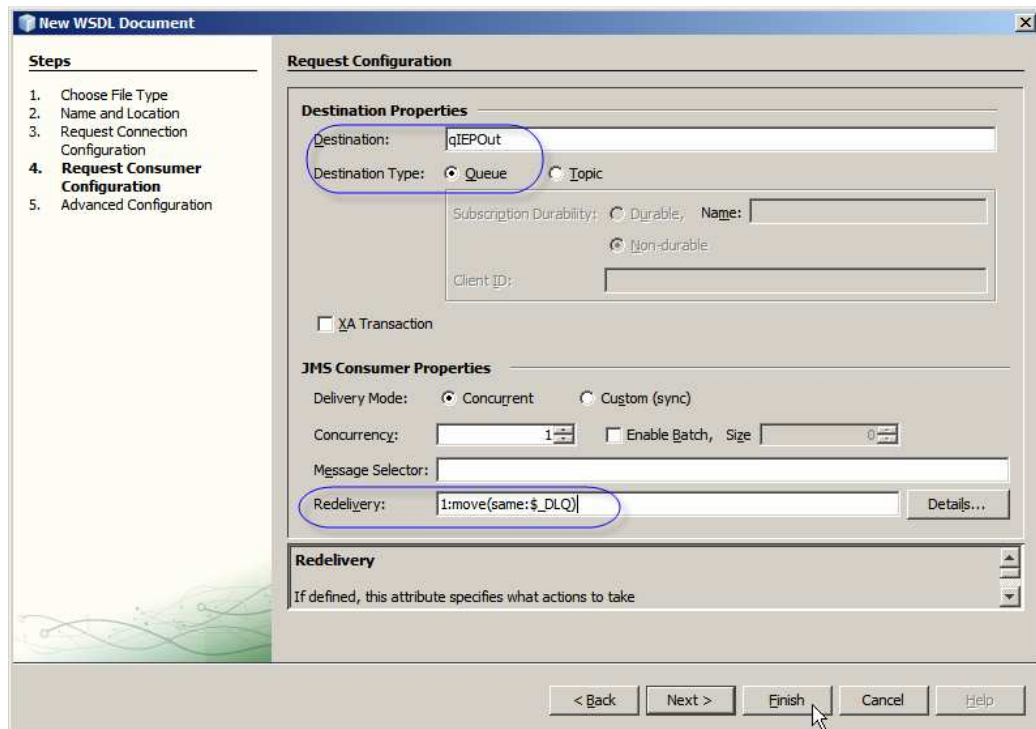 New WSDL Document
Steps
1. Choose File Type
2. Name and Location
3. Request Connection
Configuration
4. Request Consumer
Configuration
5. Advanced Configuration
Request Configuration
Destination Properties
Destination: qIEPOut
Destination Type: Queue Topic
Subscription Durability: Durable, Name:
Non-durable
Client ID:
XA Transaction
JMS Consumer Properties
Delivery Mode: Concurrent Custom (sync)
Concurrency: 1 Enable Batch, Size 0
Message Selector:
Redelivery: 1:move(same:$_DLQ) Details...
Redelivery
If defined, this attribute specifies what actions to take
< Back Next > Finish Cancel Help